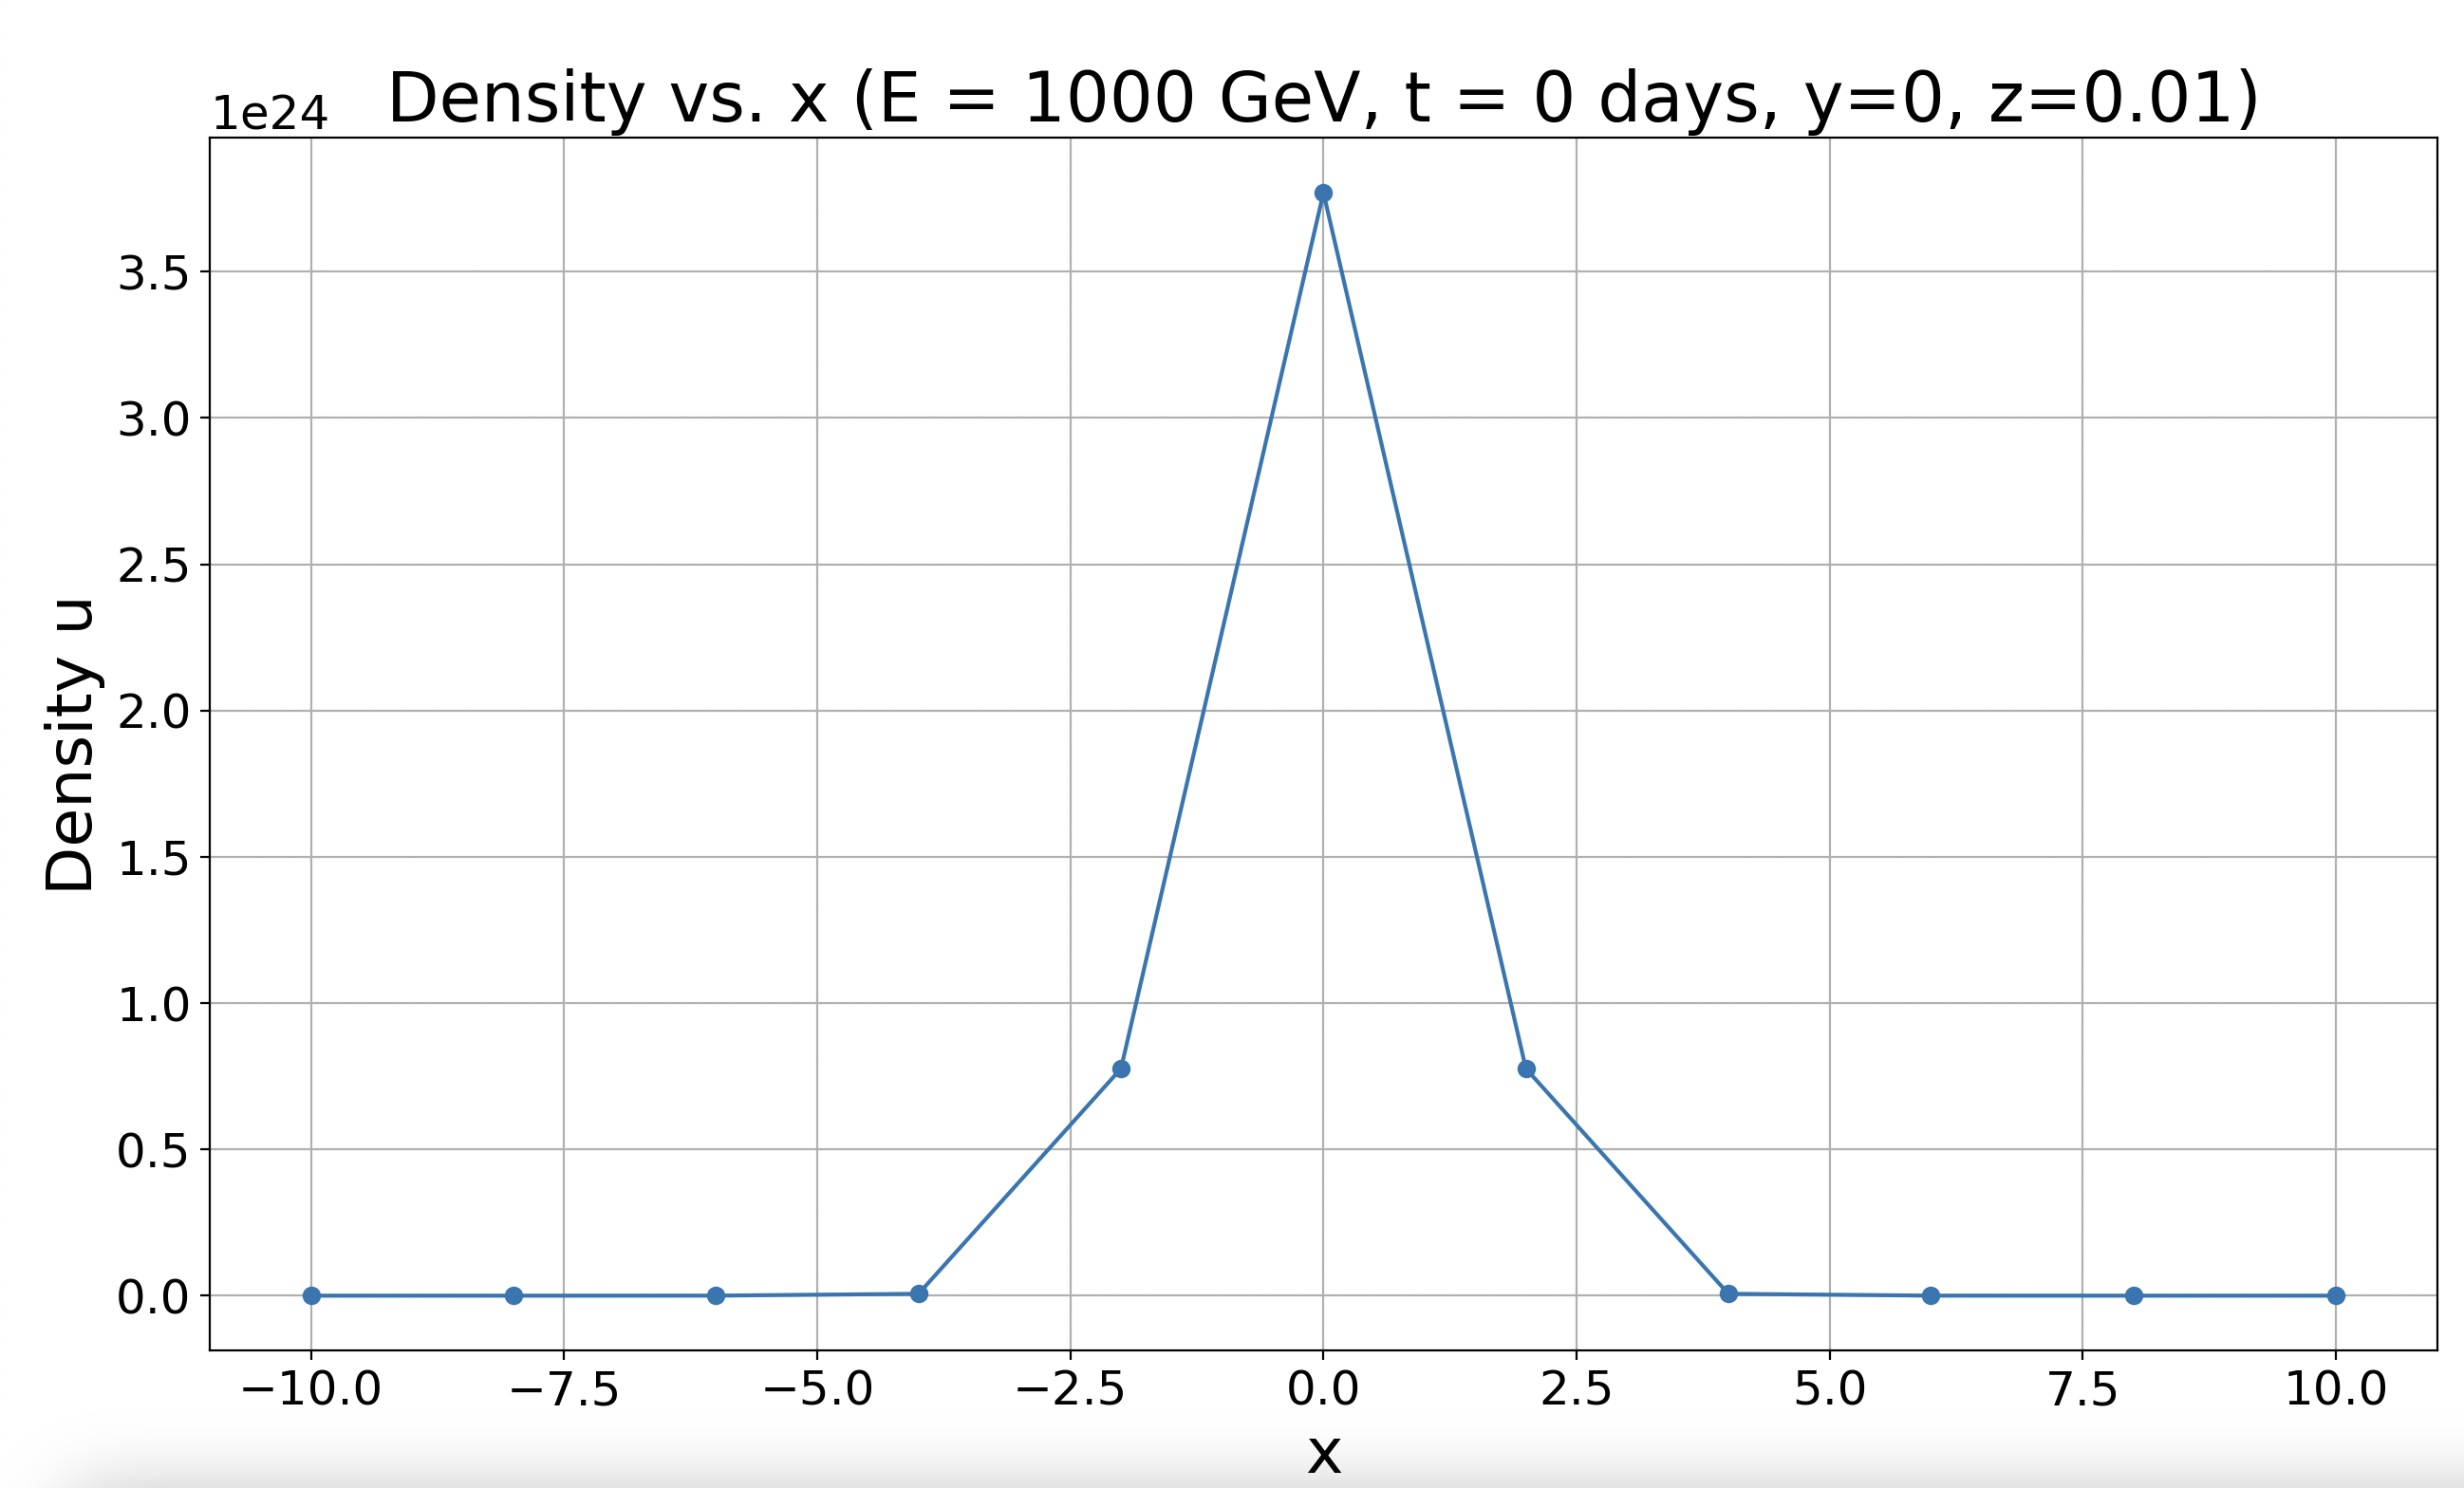 1e24
Density vs. x (E = 1000 GeV, t = 0 days, y=0, z=0.01)
3.5
3.0
2.5
2.0
1.5
1.0
0.5
0.0
Density u
−10.0 −7.5 −5.0 −2.5 0.0 2.5 5.0 7.5 10.0
x